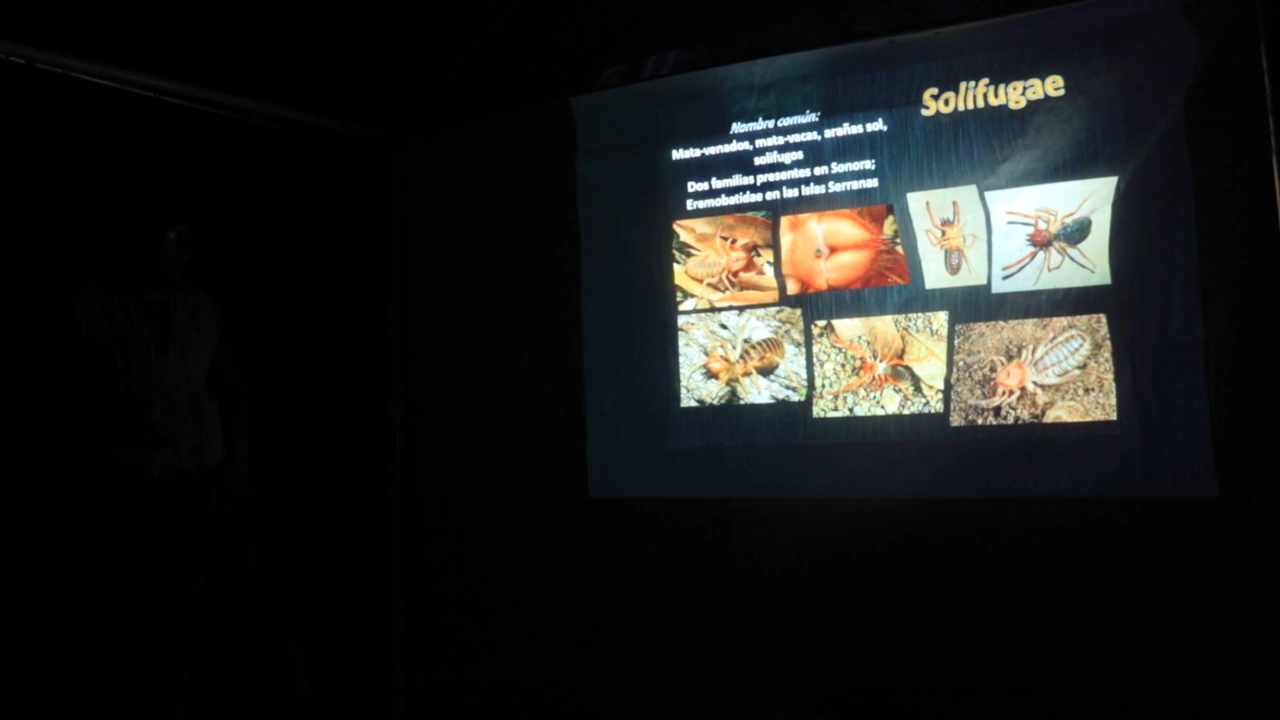 Solifugae
Nombre común:
Mata-venados, mata-vacas, arañas sol,
solifugos
Dos familias presentes en Sonora;
Eremobatidae en las Islas Serranas